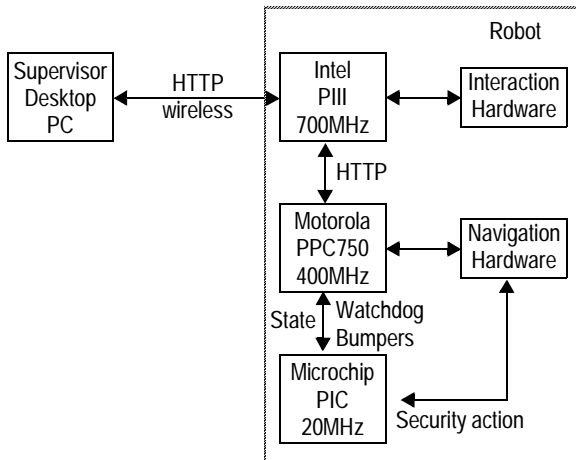 Robot
Supervisor
Desktop
PC
HTTP
wireless
Intel
PIII
700MHz
Interaction
Hardware
HTTP
Motorola
PPC750
400MHz
Navigation
Hardware
State
Watchdog
Bumpers
Microchip
PIC
20MHz
Security action